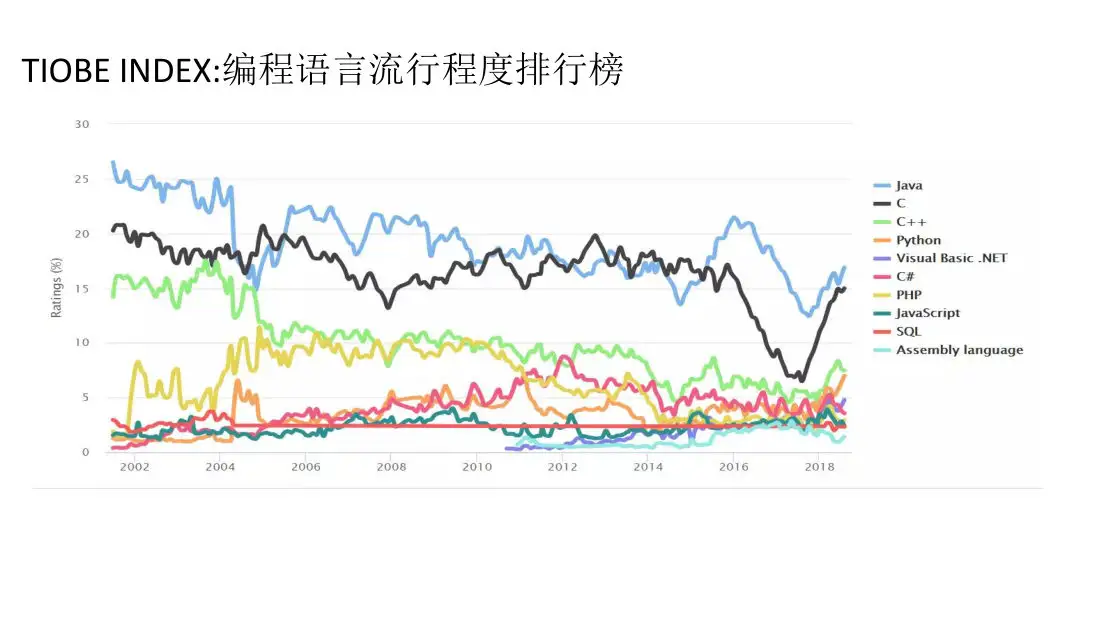 TIOBE INDEX:编程语言流行程度排行榜
30
25
20
15
10
5
0
Ratings (%)
2002 2004 2006 2008 2010 2012 2014 2016 2018
Java
C
C++
Python
Visual Basic .NET
C#
PHP
JavaScript
SQL
Assembly language